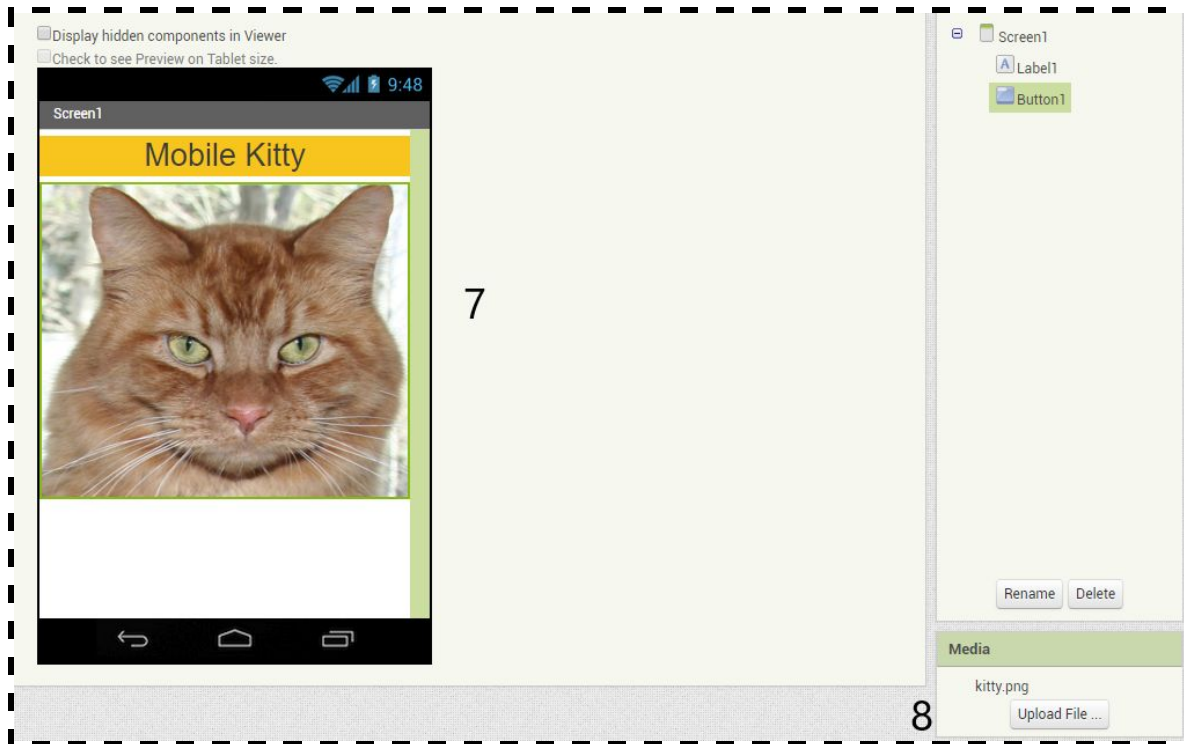 Display hidden components in Viewer
Check to see Preview on Tablet size.
9:48
Screen1
Mobile Kitty
7
Screen1
A Label1
Button1
Rename Delete
Media
kitty.png
8
Upload File ...